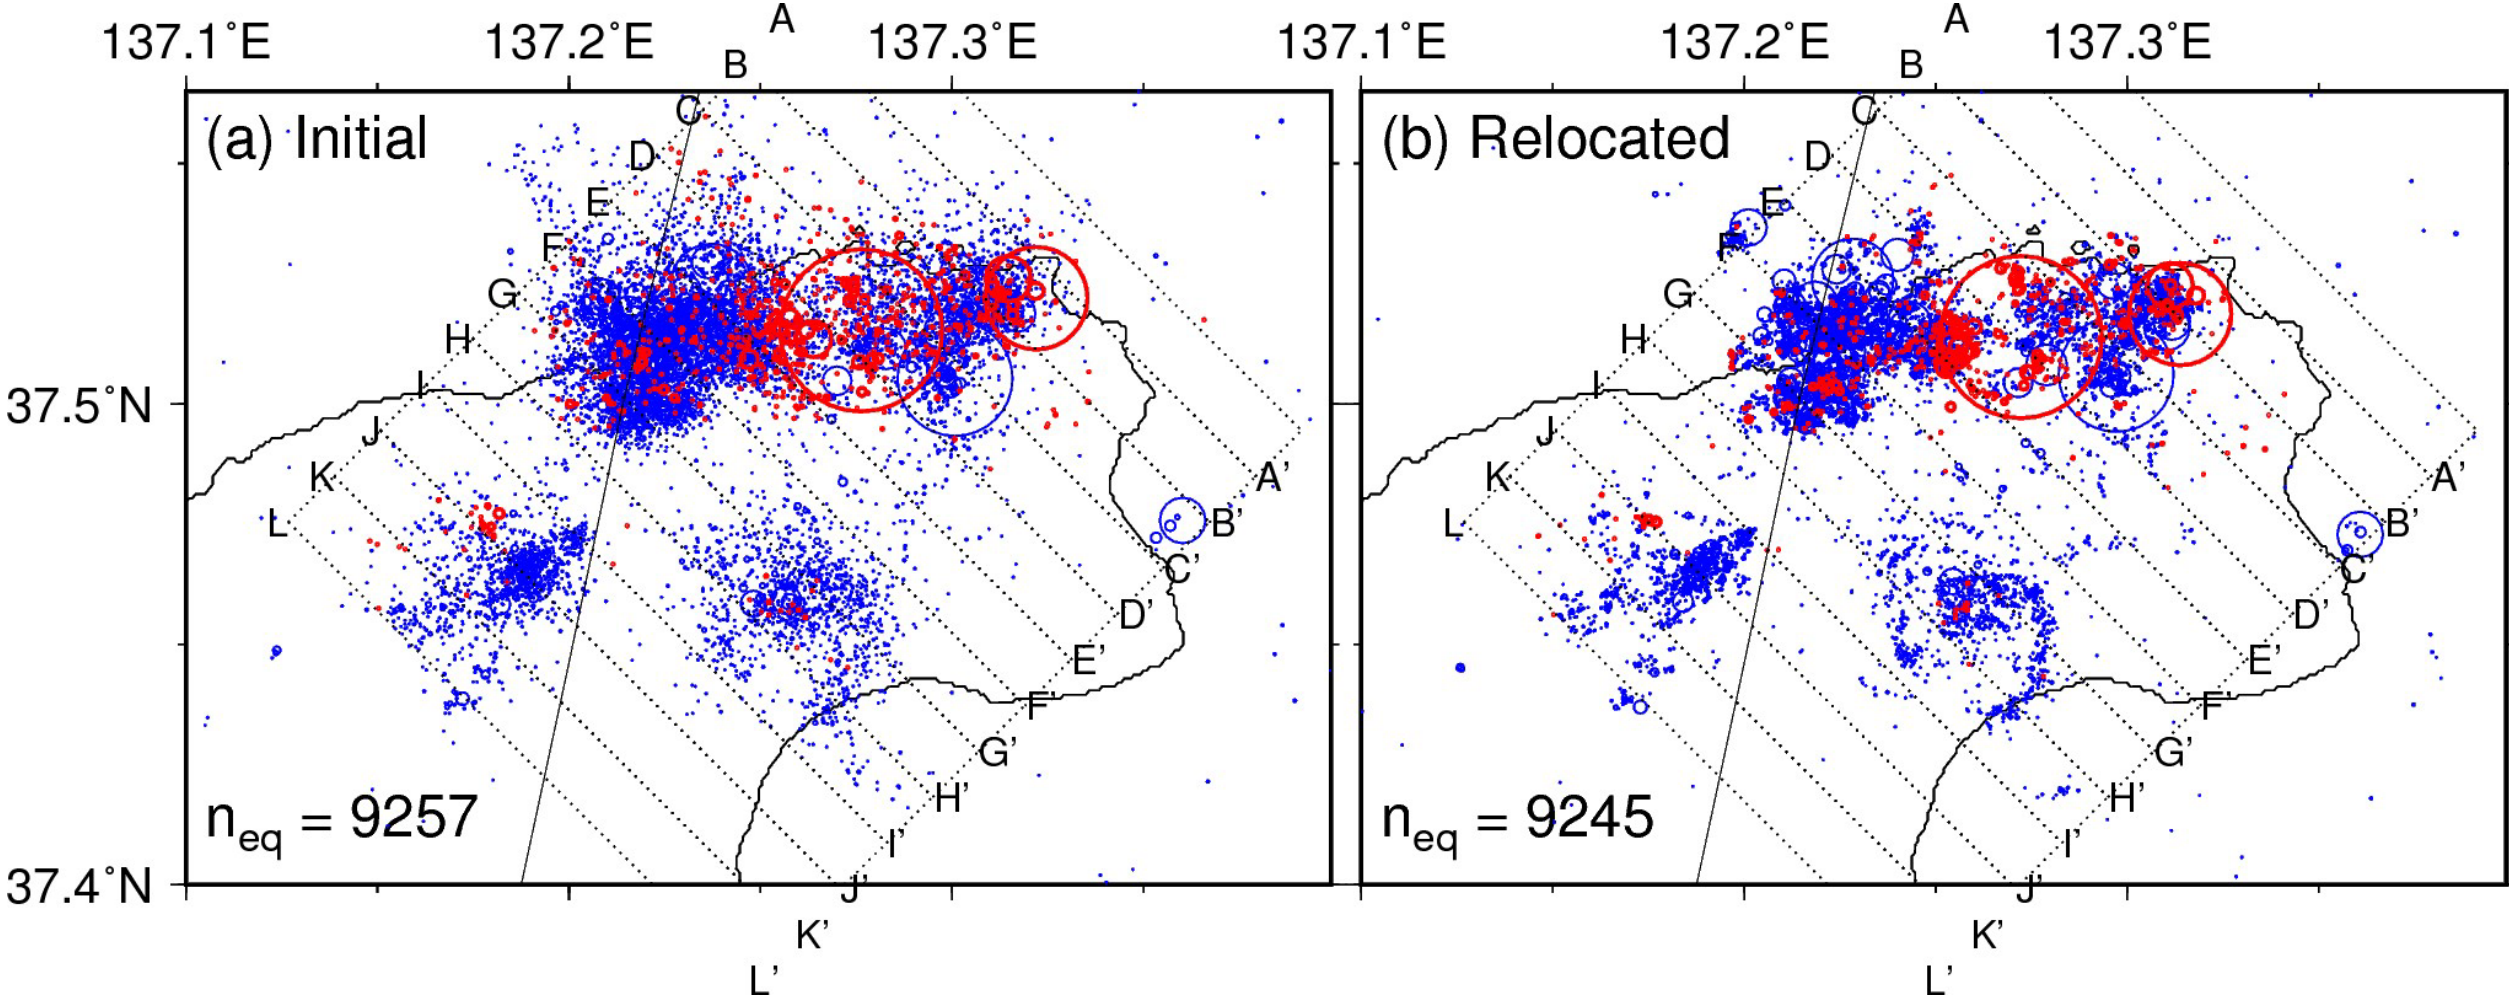 137.1°E 137.2°E 137.3°E 137.1°E 137.2°E 137.3°E
A A
B B
C C
(a) Initial (b) Relocated
D D
E E
F F
G G
H H
I I
37.5°N
J J
K K
A' A'
L L
B' B'
C' C'
D' D'
E' E'
F' F'
G' G'
H' H'
neq = 9257 neq = 9245
I' I'
37.4°N
J' J'
K' K'
L' L'